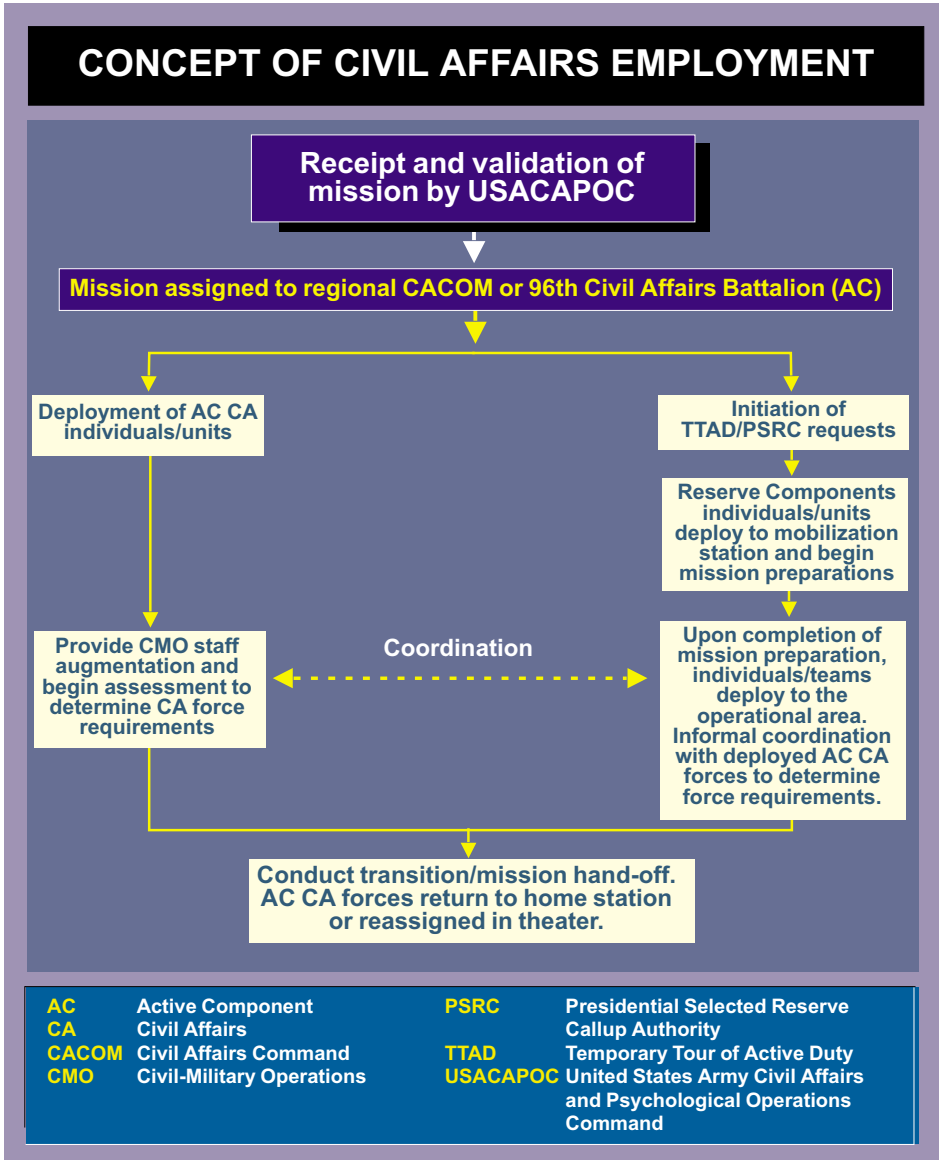 CONCEPT OF CIVIL AFFAIRS EMPLOYMENT
Receipt and validation of
mission by USACAPOC
Mission assigned to regional CACOM or 96th Civil Affairs Battalion (AC)
Deployment of AC CA
individuals/units
Initiation of
TTAD/PSRC requests
Reserve Components
individuals/units
deploy to mobilization
station and begin
mission preparations
Provide CMO staff
augmentation and
begin assessment to
determine CA force
requirements
Coordination
Upon completion of
mission preparation,
individuals/teams
deploy to the
operational area.
Informal coordination
with deployed AC CA
forces to determine
force requirements.
Conduct transition/mission hand-off.
AC CA forces return to home station
or reassigned in theater.
AC Active Component
CA Civil Affairs
CACOM Civil Affairs Command
CMO Civil-Military Operations
PSRC Presidential Selected Reserve
Callup Authority
TTAD Temporary Tour of Active Duty
USACAPOC United States Army Civil Affairs
and Psychological Operations
Command